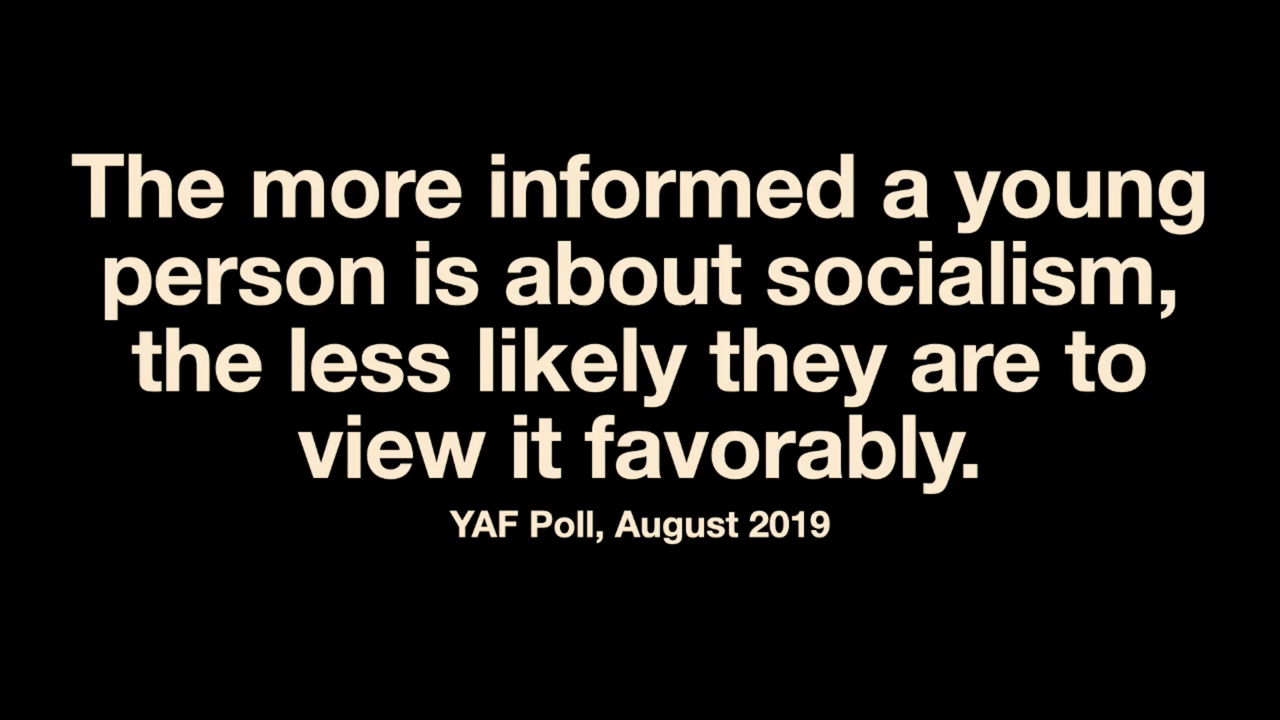 The more informed a young
person is about socialism,
the less likely they are to
view it favorably.
YAF Poll, August 2019